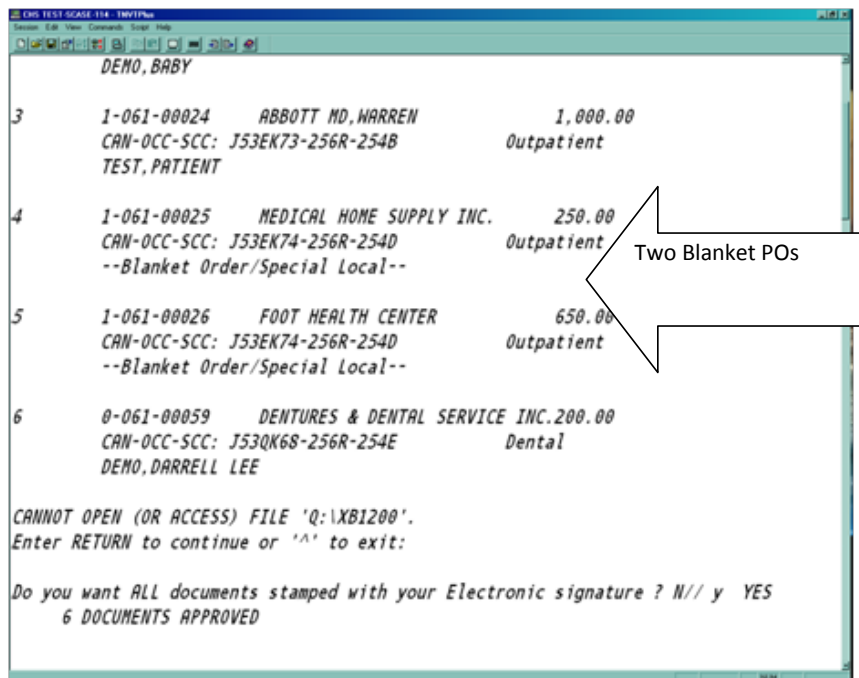 CHS TEST-SCASE-114 - TNVTPlus
Session Edit View Commands Script Help
DEMO,BABY
3 1-061-00024 ABBOTT MD,WARREN 1,000.00
CAN-OCC-SCC: J53EK73-256R-254B Outpatient
TEST,PATIENT
4 1-061-00025 MEDICAL HOME SUPPLY INC. 250.00
CAN-OCC-SCC: J53EK74-256R-254D Outpatient
--Blanket Order/Special Local--
Two Blanket POs
5 1-061-00026 FOOT HEALTH CENTER 650.00
CAN-OCC-SCC: J53EK74-256R-254D Outpatient
--Blanket Order/Special Local--
6 0-061-00059 DENTURES & DENTAL SERVICE INC.200.00
CAN-OCC-SCC: J53QK68-256R-254E Dental
DEMO,DARRELL LEE
CANNOT OPEN (OR ACCESS) FILE 'Q:\XB1200'.
Enter RETURN to continue or '^' to exit:
Do you want ALL documents stamped with your Electronic signature ? N// y YES
6 DOCUMENTS APPROVED